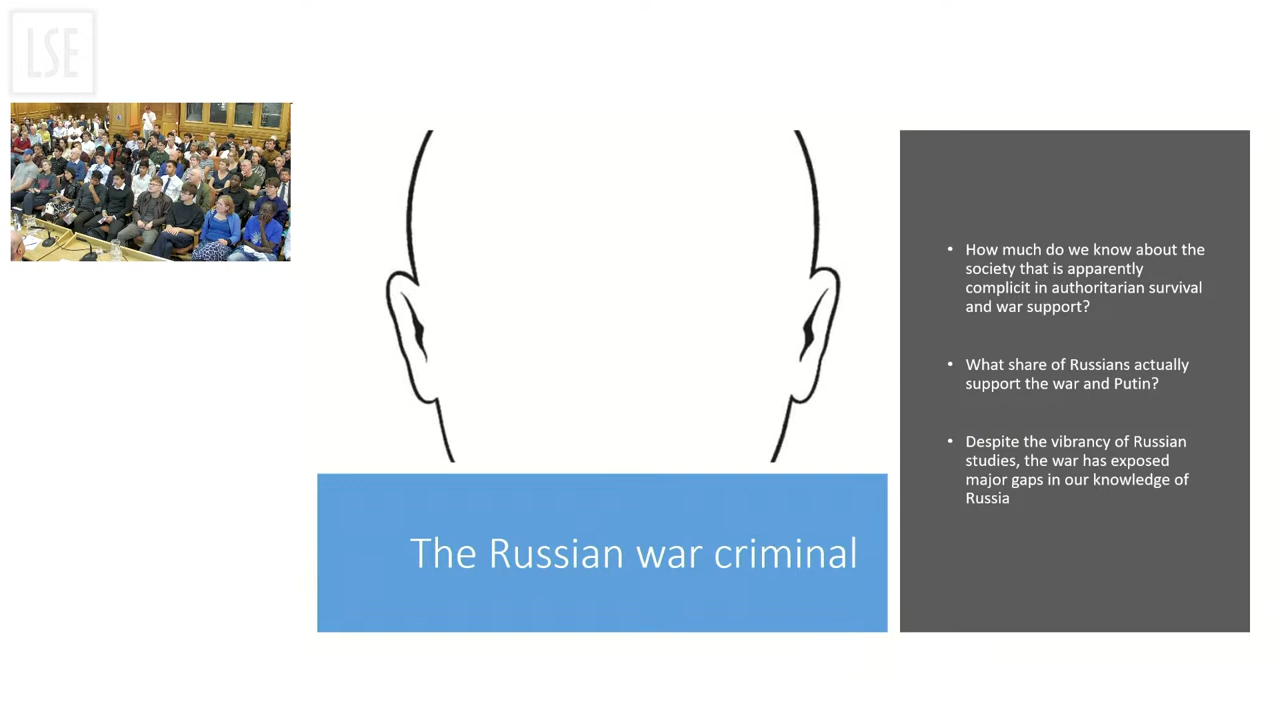 LSE
The Russian war criminal
• How much do we know about the
society that is apparently
complicit in authoritarian survival
and war support?
• What share of Russians actually
support the war and Putin?
• Despite the vibrancy of Russian
studies, the war has exposed
major gaps in our knowledge of
Russia